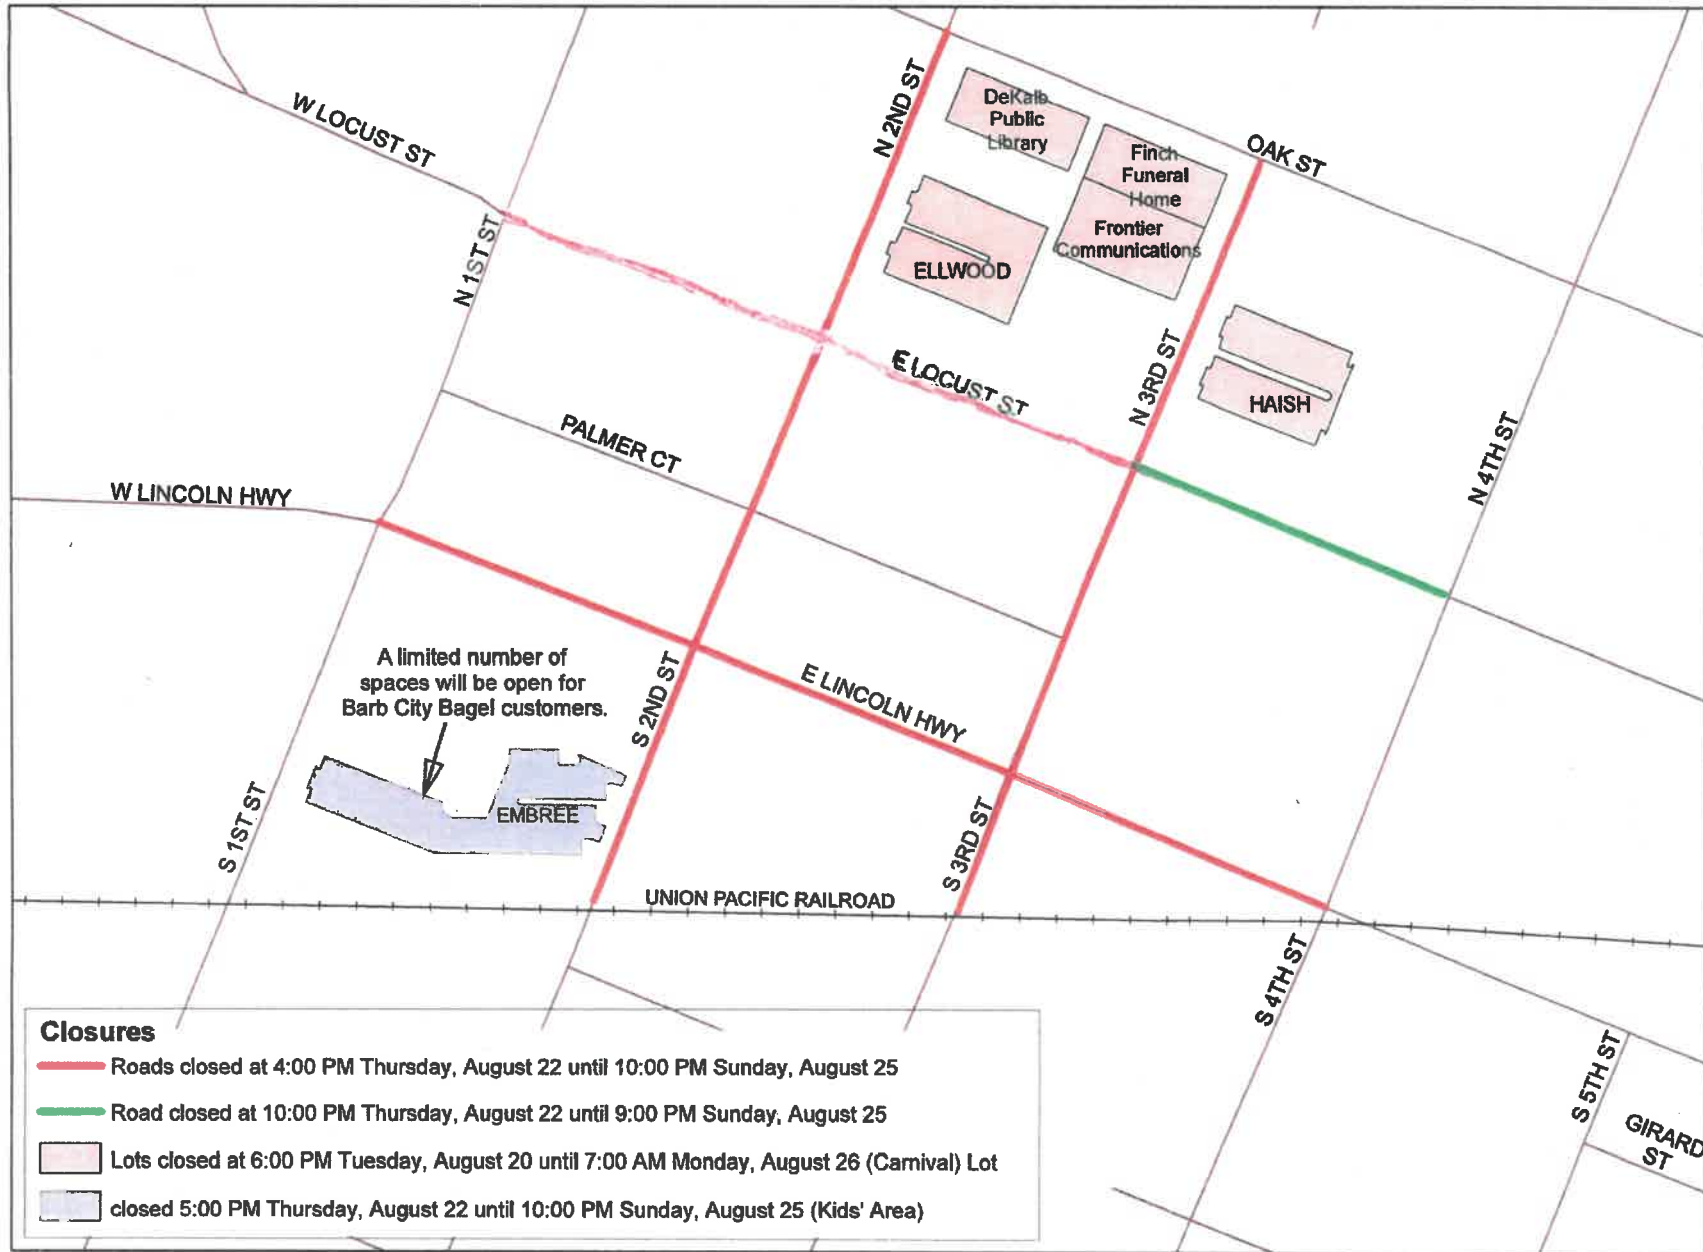 W LOCUST ST
N 2ND ST
DeKalb
Public
Library
Finch
Funeral
Home
OAK ST
Frontier
Communications
N 1ST ST
ELLWOOD
E LOCUST ST
N 3RD ST
HAISH
PALMER CT
N 4TH ST
W LINCOLN HWY
A limited number of
spaces will be open for
Barb City Bagel customers.
S 2ND ST
E LINCOLN HWY
EMBREE
S 1ST ST
S 3RD ST
UNION PACIFIC RAILROAD
S 4TH ST
S 5TH ST
GIRARD
ST
Closures
Roads closed at 4:00 PM Thursday, August 22 until 10:00 PM Sunday, August 25
Road closed at 10:00 PM Thursday, August 22 until 9:00 PM Sunday, August 25
Lots closed at 6:00 PM Tuesday, August 20 until 7:00 AM Monday, August 26 (Carnival) Lot
closed 5:00 PM Thursday, August 22 until 10:00 PM Sunday, August 25 (Kids' Area)